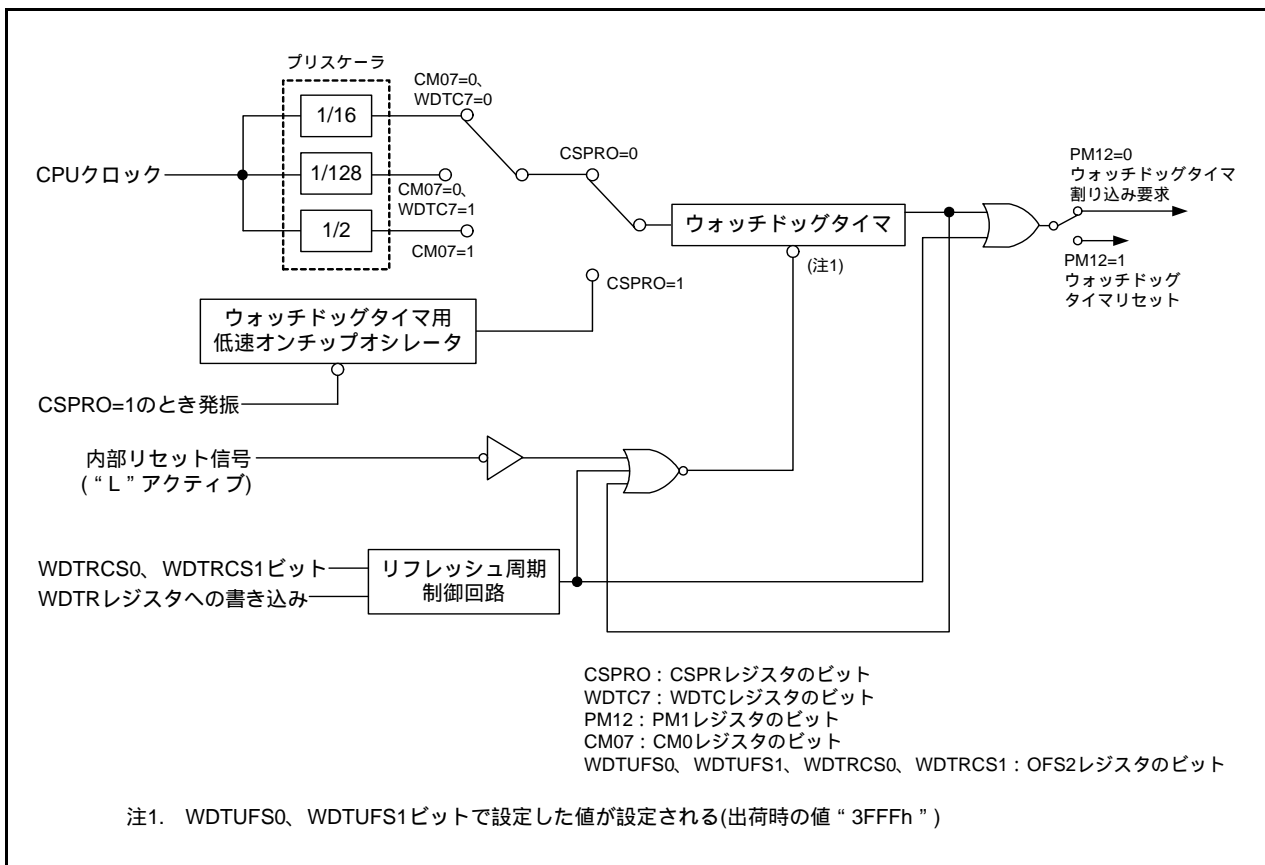 プリスケーラ
CM07=0、
WDTC7=0
1/16
CSPRO=0
PM12=0
ウォッチドッグタイマ
割り込み要求
CPUクロック
1/128
CM07=0、
WDTC7=1
1/2
CM07=1
ウォッチドッグタイマ
(注1)
PM12=1
ウォッチドッグ
タイマリセット
CSPRO=1
ウォッチドッグタイマ用
低速オンチップオシレータ
CSPRO=1のとき発振
内部リセット信号
( “ L ” アクティブ)
WDTRCS0、WDTRCS1ビット
WDTRレジスタへの書き込み
リフレッシュ周期
制御回路
CSPRO : CSPRレジスタのビット
WDTC7 : WDTCレジスタのビット
PM12 : PM1レジスタのビット
CM07 : CM0レジスタのビット
WDTUFS0、WDTUFS1、WDTRCS0、WDTRCS1 : OFS2レジスタのビット
注1. WDTUFS0、WDTUFS1ビットで設定した値が設定される(出荷時の値 “ 3FFFh ” )